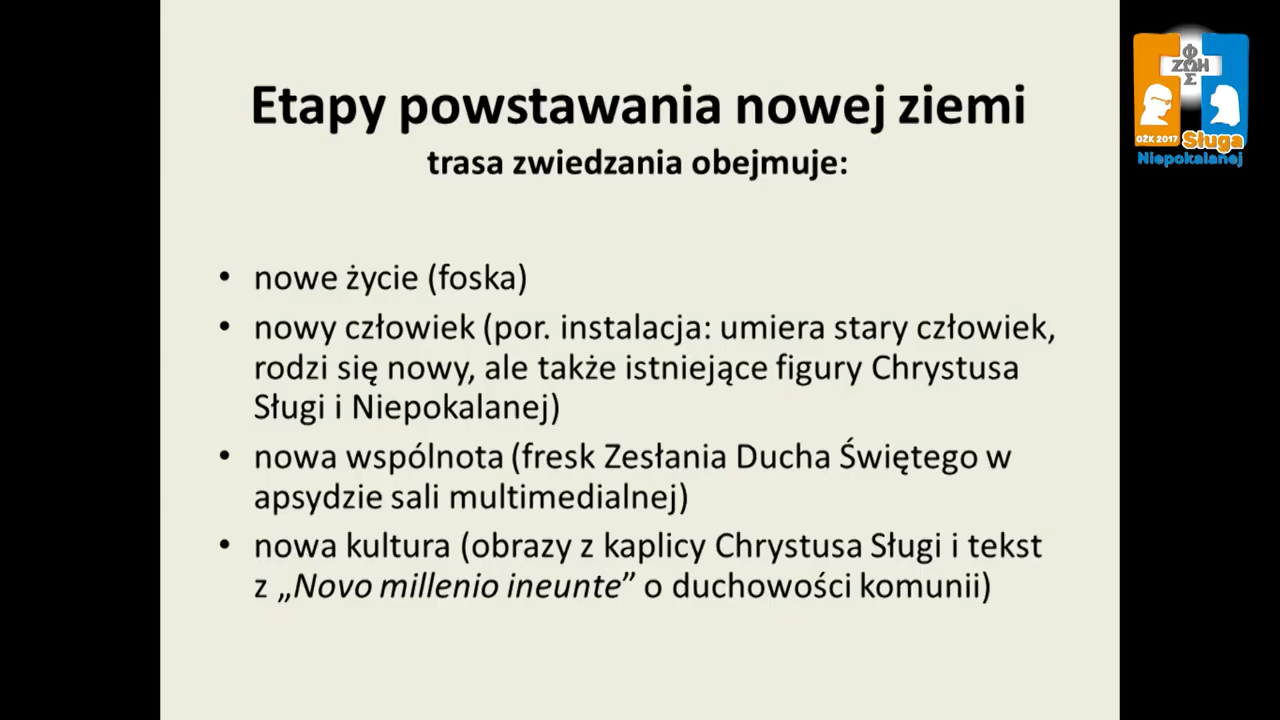 Etapy powstawania nowej ziemi
trasa zwiedzania obejmuje:
• nowe życie (foska)
• nowy człowiek (por. instalacja: umiera stary człowiek,
rodzi się nowy, ale także istniejące figury Chrystusa
Sługi i Niepokalanej)
• nowa wspólnota (fresk Zesłania Ducha Świętego w
apsydzie sali multimedialnej)
• nowa kultura (obrazy z kaplicy Chrystusa Sługi i tekst
z „Novo millenio ineunte” o duchowości komunii)
Φ
ΖΩΗ
Σ
OŻK 2017 Sługa
Niepokalanej